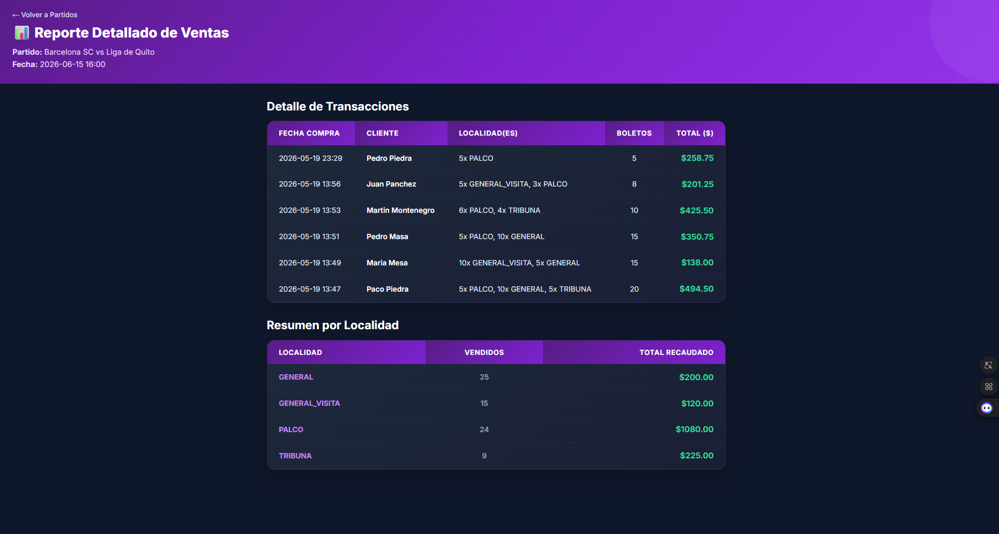 ← Volver a Partidos
📊 Reporte Detallado de Ventas
Partido: Barcelona SC vs Liga de Quito
Fecha: 2026-06-15 16:00
Detalle de Transacciones
FECHA COMPRA CLIENTE LOCALIDAD(ES) BOLETOS TOTAL ($)
2026-05-19 23:29 Pedro Piedra 5x PALCO 5 $258.75
2026-05-19 13:56 Juan Panchez 5x GENERAL_VISITA, 3x PALCO 8 $201.25
2026-05-19 13:53 Martin Montenegro 6x PALCO, 4x TRIBUNA 10 $425.50
2026-05-19 13:51 Pedro Masa 5x PALCO, 10x GENERAL 15 $350.75
2026-05-19 13:49 Maria Mesa 10x GENERAL_VISITA, 5x GENERAL 15 $138.00
2026-05-19 13:47 Paco Piedra 5x PALCO, 10x GENERAL, 5x TRIBUNA 20 $494.50
Resumen por Localidad
LOCALIDAD VENDIDOS TOTAL RECAUDADO
GENERAL 25 $200.00
GENERAL_VISITA 15 $120.00
PALCO 24 $1080.00
TRIBUNA 9 $225.00